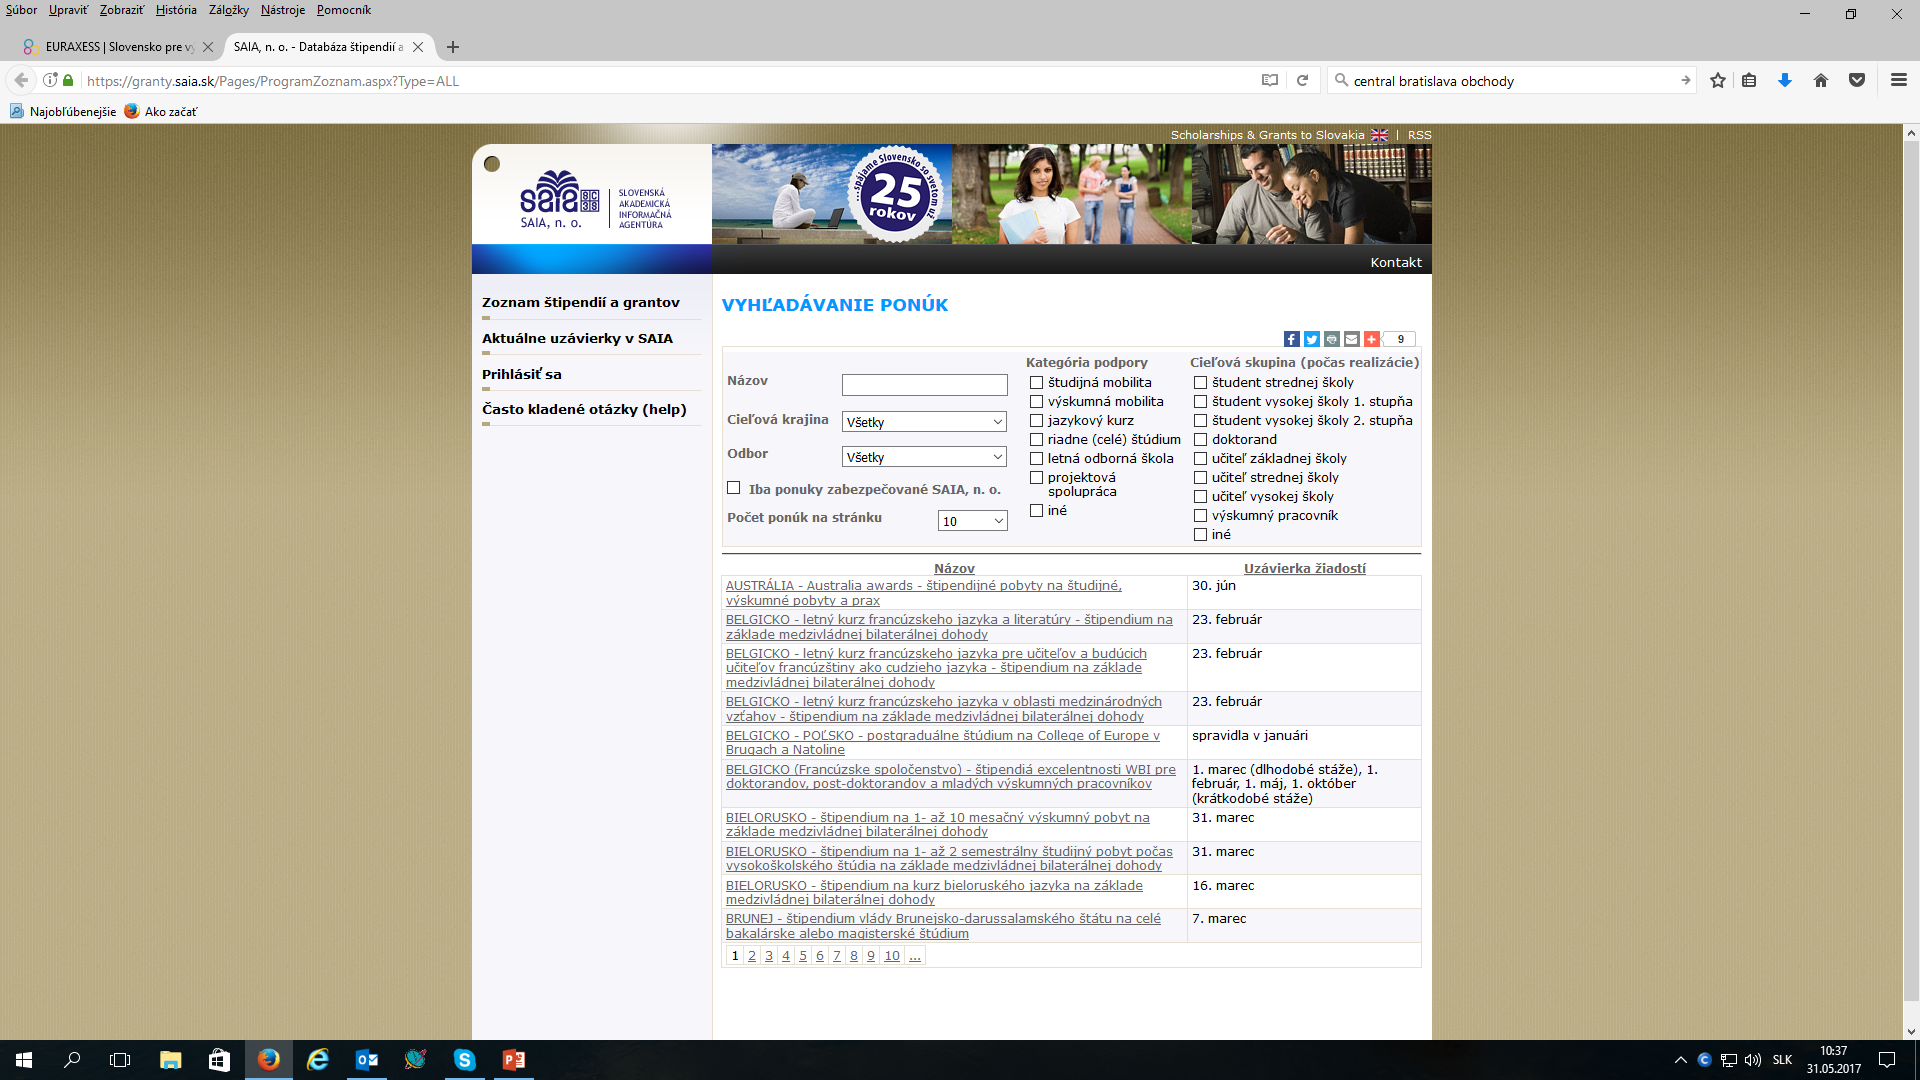 Súbor Upraviť Zobraziť História Záložky Nástroje Pomocník
EURAXESS | Slovensko pre vý
SAIA, n. o. - Databáza štipendií a
https://granty.saia.sk/Pages/ProgramZoznam.aspx?Type=ALL
central bratislava obchody
Najobľúbenejšie Ako začať
Scholarships & Grants to Slovakia | RSS
saia
SAIA, n. o.
SLOVENSKÁ
AKADEMICKÁ
INFORMAČNÁ
AGENTÚRA
spájame Slovensko so svetom už
25
rokov
Kontakt
Zoznam štipendií a grantov
Aktuálne uzávierky v SAIA
Prihlásiť sa
Často kladené otázky (help)
VYHĽADÁVANIE PONÚK
9
Názov
Cieľová krajina Všetky
Odbor Všetky
Iba ponuky zabezpečované SAIA, n. o.
Počet ponúk na stránku 10
Kategória podpory
študijná mobilita
výskumná mobilita
jazykový kurz
riadne (celé) štúdium
letná odborná škola
projektová
spolupráca
iné
Cieľová skupina (počas realizácie)
študent strednej školy
študent vysokej školy 1. stupňa
študent vysokej školy 2. stupňa
doktorand
učiteľ základnej školy
učiteľ strednej školy
učiteľ vysokej školy
výskumný pracovník
iné
Názov Uzávierka žiadostí
AUSTRÁLIA - Australia awards - štipendijné pobyty na študijné, 30. jún
výskumné pobyty a prax
BELGICKO - letný kurz francúzskeho jazyka a literatúry - štipendium na 23. február
základe medzivládnej bilaterálnej dohody
BELGICKO - letný kurz francúzskeho jazyka pre učiteľov a budúcich 23. február
učiteľov francúzštiny ako cudzieho jazyka - štipendium na základe
medzivládnej bilaterálnej dohody
BELGICKO - letný kurz francúzskeho jazyka v oblasti medzinárodných 23. február
vzťahov - štipendium na základe medzivládnej bilaterálnej dohody
BELGICKO - POĽSKO - postgraduálne štúdium na College of Europe v spravidla v januári
Brugach a Natoline
BELGICKO (Francúzske spoločenstvo) - štipendiá excelentnosti WBI pre 1. marec (dlhodobé stáže), 1.
doktorandov, post-doktorandov a mladých výskumných pracovníkov február, 1. máj, 1. október
(krátkodobé stáže)
BIELORUSKO - štipendium na 1- až 10 mesačný výskumný pobyt na 31. marec
základe medzivládnej bilaterálnej dohody
BIELORUSKO - štipendium na 1- až 2 semestrálny študijný pobyt počas 31. marec
vysokoškolského štúdia na základe medzivládnej bilaterálnej dohody
BIELORUSKO - štipendium na kurz bieloruského jazyka na základe 16. marec
medzivládnej bilaterálnej dohody
BRUNEJ - štipendium vlády Brunejsko-darussalamského štátu na celé 7. marec
bakalárske alebo magisterské štúdium
1 2 3 4 5 6 7 8 9 10 ...
SLK
10:37
31.05.2017